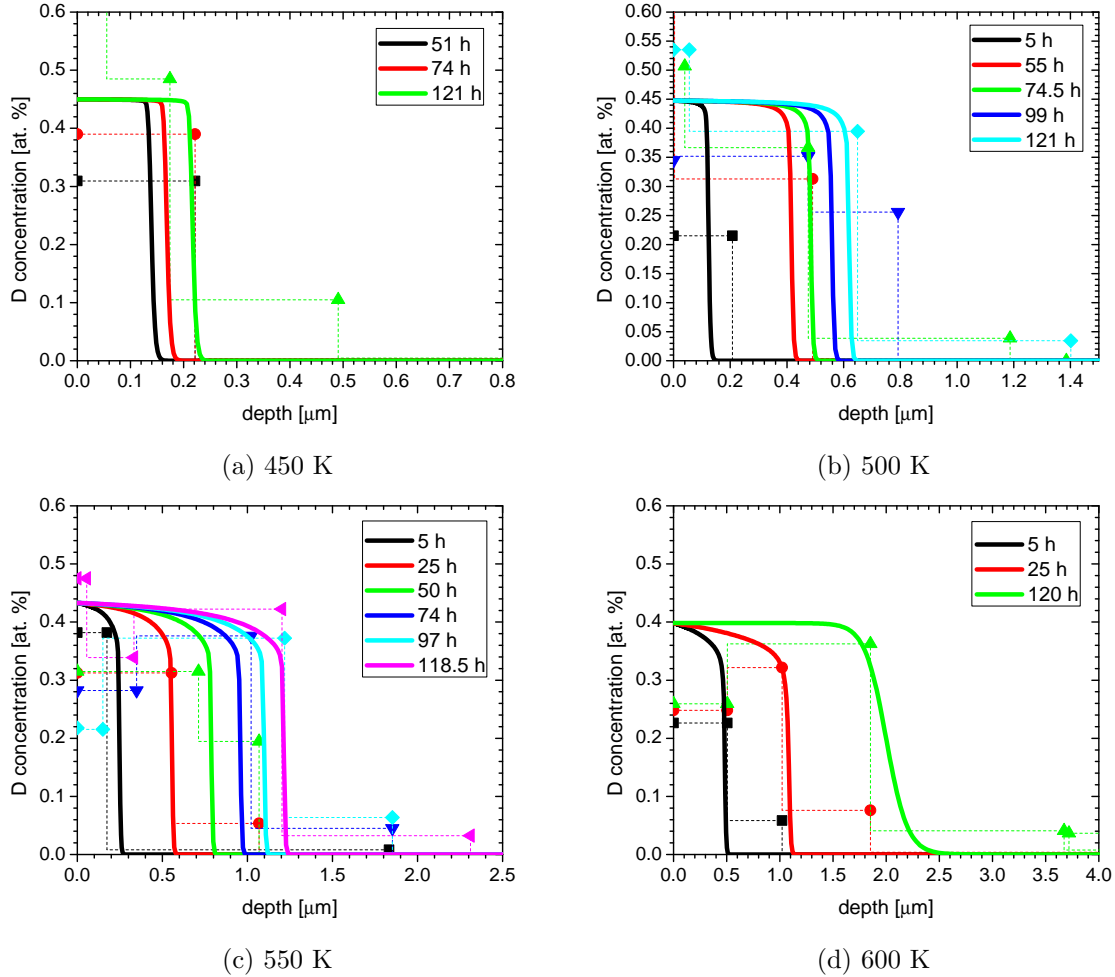 0.6
0.5
0.4
0.3
0.2
0.1
0.0
D concentration [at. %]
51 h
74 h
121 h
0.0 0.1 0.2 0.3 0.4 0.5 0.6 0.7 0.8
depth [µm]
(a) 450 K
0.60
0.55
0.50
0.45
0.40
0.35
0.30
0.25
0.20
0.15
0.10
0.05
0.00
D concentration [at. %]
5 h
55 h
74.5 h
99 h
121 h
0.0 0.2 0.4 0.6 0.8 1.0 1.2 1.4
depth [µm]
(b) 500 K
0.6
0.5
0.4
0.3
0.2
0.1
0.0
D concentration [at. %]
5 h
25 h
50 h
74 h
97 h
118.5 h
0.0 0.5 1.0 1.5 2.0 2.5
depth [µm]
(c) 550 K
0.6
0.5
0.4
0.3
0.2
0.1
0.0
D concentration [at. %]
5 h
25 h
120 h
0.0 0.5 1.0 1.5 2.0 2.5 3.0 3.5 4.0
depth [µm]
(d) 600 K